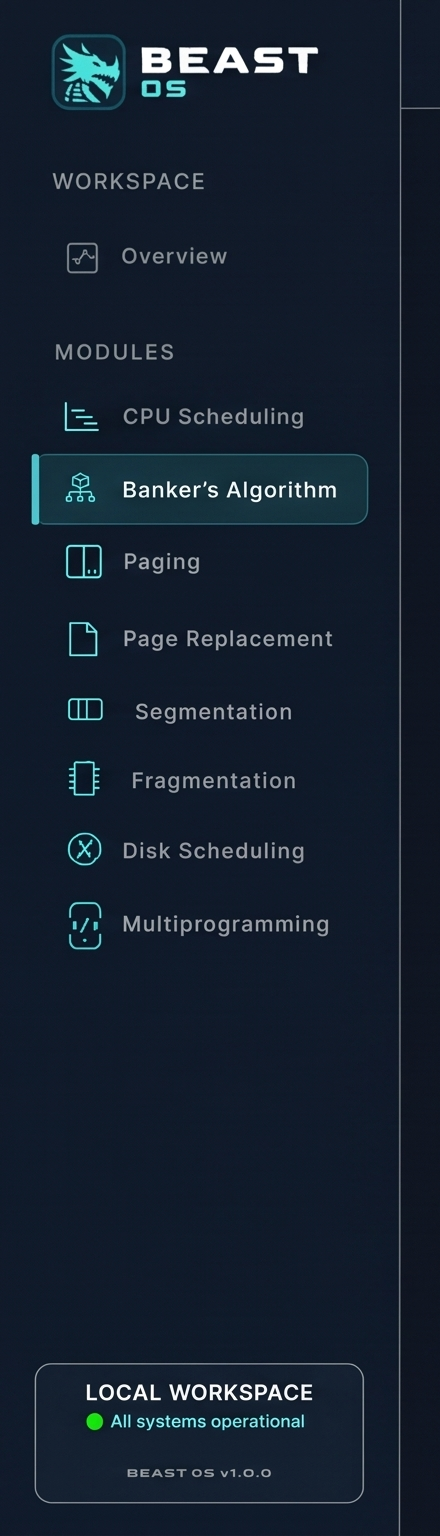 BEAST
OS
WORKSPACE
Overview
MODULES
CPU Scheduling
Banker’s Algorithm
Paging
Page Replacement
Segmentation
Fragmentation
Disk Scheduling
Multiprogramming
LOCAL WORKSPACE
All systems operational
BEAST OS v1.0.0